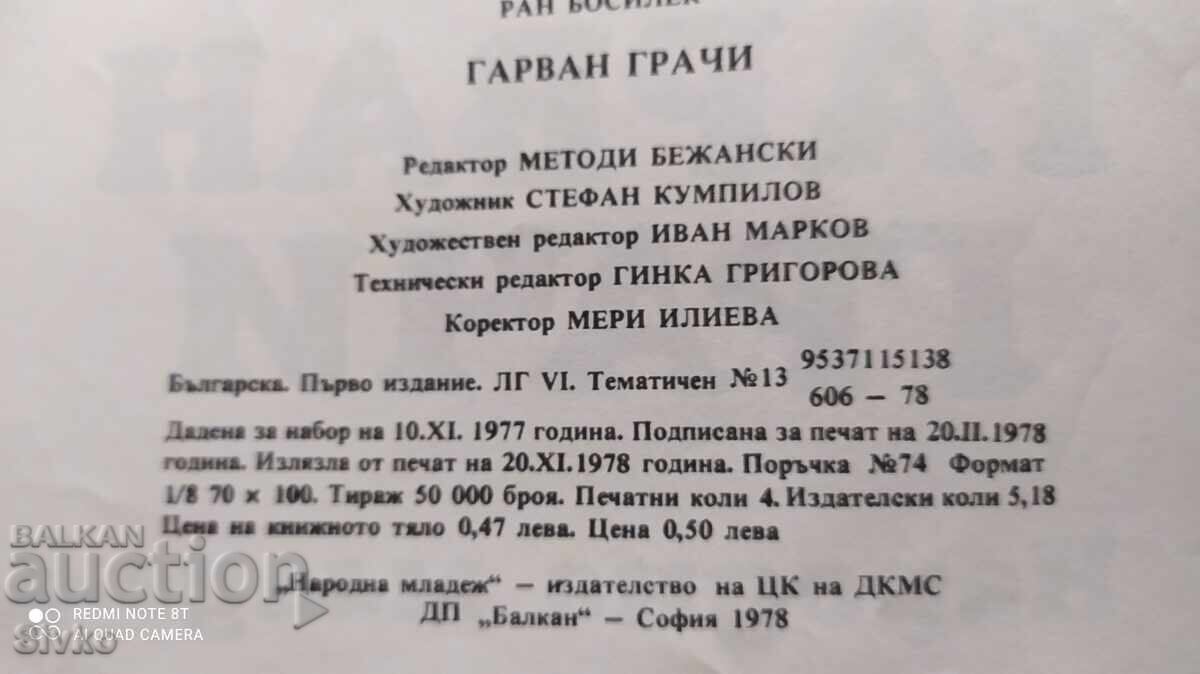 РАН БОСИЛЕК
ГАРВАН ГРАЧИ
Редактор МЕТОДИ БЕЖАНСКИ
Художник СТЕФАН КУМПИЛОВ
Художествен редактор ИВАН МАРКОВ
Технически редактор ГИНКА ГРИГОРОВА
Коректор МЕРИ ИЛИЕВА
Българска. Първо издание. ЛГ VI. Тематичен №13 9537115138
606 — 78
Дадена за набор на 10.XI. 1977 година. Подписана за печат на 20.II.1978
година. Излязла от печат на 20.XI.1978 година. Поръчка №74 Формат
1/8 70 x 100. Тираж 50 000 броя. Печатни коли 4. Издателски коли 5,18
Цена на книжното тяло 0,47 лева. Цена 0,50 лева
„Народна младеж“ — издателство на ЦК на ДКМС
ДП „Балкан“ — София 1978
BALKAN
auction
REDMI NOTE 8T
AI QUAD CAMERA
Sivko